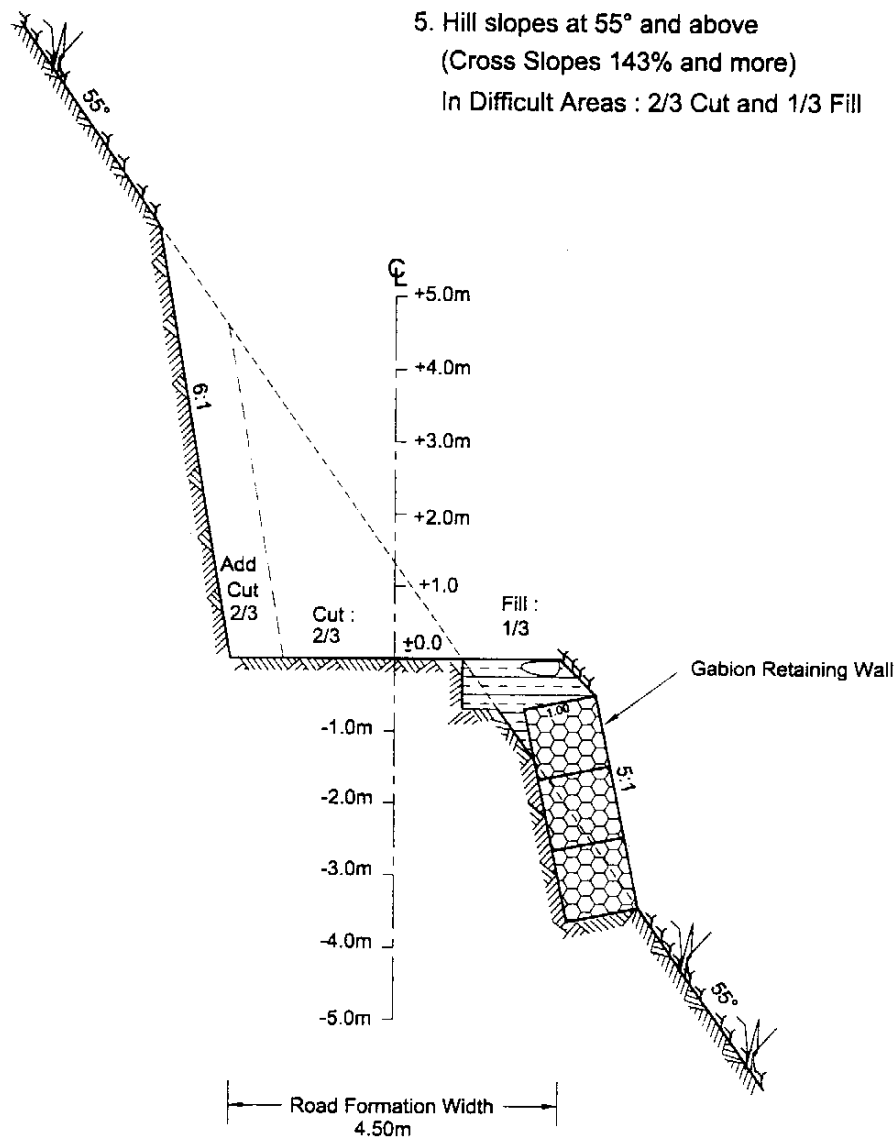 5. Hill slopes at 55° and above
(Cross Slopes 143% and more)
In Difficult Areas : 2/3 Cut and 1/3 Fill
55°
CL
+5.0m
+4.0m
6:1
+3.0m
+2.0m
Add
Cut
2/3
+1.0
Cut :
2/3
Fill :
1/3
±0.0
Gabion Retaining Wall
1.00
-1.0m
5:1
-2.0m
-3.0m
-4.0m
55°
-5.0m
Road Formation Width
4.50m